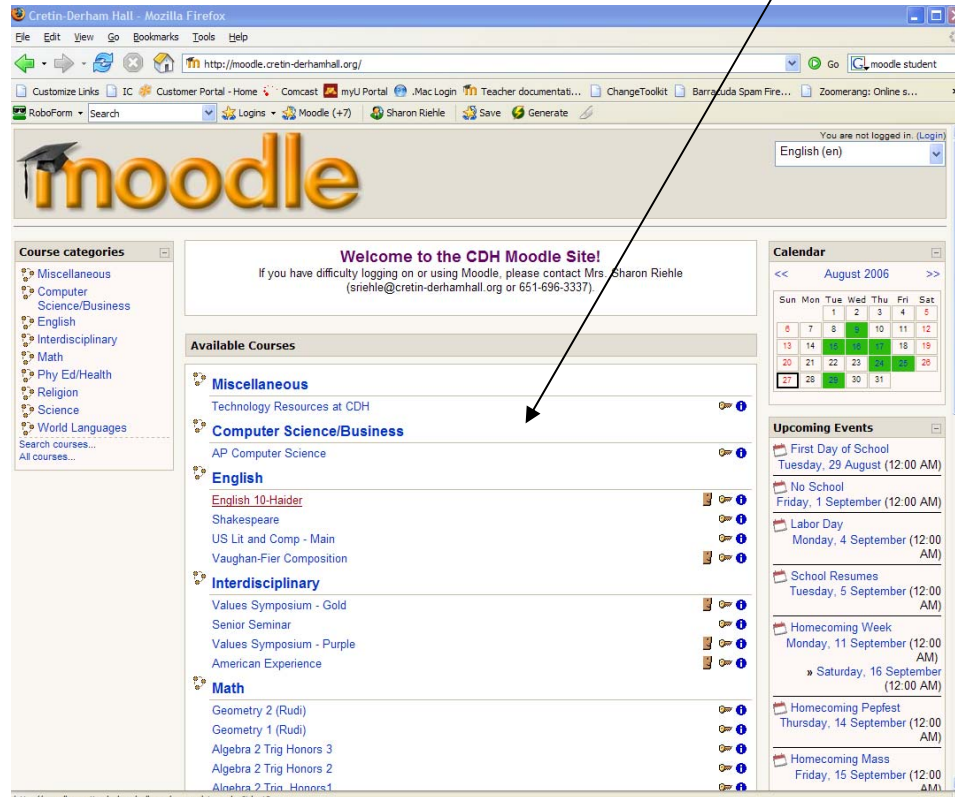 Cretin-Derham Hall - Mozilla Firefox
File Edit View Go Bookmarks Tools Help
http://moodle.cretin-derhamhall.org/ Go moodle student
Customize Links IC Customer Portal - Home Comcast myU Portal .Mac Login Teacher documentati... ChangeToolkit Barracuda Spam Fire... Zoomerang: Online s...
RoboForm Search Logins Moodle (+7) Sharon Riehle Save Generate
You are not logged in. (Login)
English (en)
moodle
Course categories
Miscellaneous
Computer
Science/Business
English
Interdisciplinary
Math
Phy Ed/Health
Religion
Science
World Languages
Search courses...
All courses...
Welcome to the CDH Moodle Site!
If you have difficulty logging on or using Moodle, please contact Mrs. Sharon Riehle
(sriehle@cretin-derhamhall.org or 651-696-3337).
Available Courses
Miscellaneous
Technology Resources at CDH
Computer Science/Business
AP Computer Science
English
English 10-Haider
Shakespeare
US Lit and Comp - Main
Vaughan-Fier Composition
Interdisciplinary
Values Symposium - Gold
Senior Seminar
Values Symposium - Purple
American Experience
Math
Geometry 2 (Rudi)
Geometry 1 (Rudi)
Algebra 2 Trig Honors 3
Algebra 2 Trig Honors 2
Algebra 2 Trig. Honors1
Calendar
<< August 2006 >>
Sun Mon Tue Wed Thu Fri Sat
1 2 3 4 5
6 7 8 9 10 11 12
13 14 15 16 17 18 19
20 21 22 23 24 25 26
27 28 29 30 31
Upcoming Events
First Day of School
Tuesday, 29 August (12:00 AM)
No School
Friday, 1 September (12:00 AM)
Labor Day
Monday, 4 September (12:00
AM)
School Resumes
Tuesday, 5 September (12:00
AM)
Homecoming Week
Monday, 11 September (12:00
AM)
» Saturday, 16 September
(12:00 AM)
Homecoming Pepfest
Thursday, 14 September (12:00
AM)
Homecoming Mass
Friday, 15 September (12:00
AM)